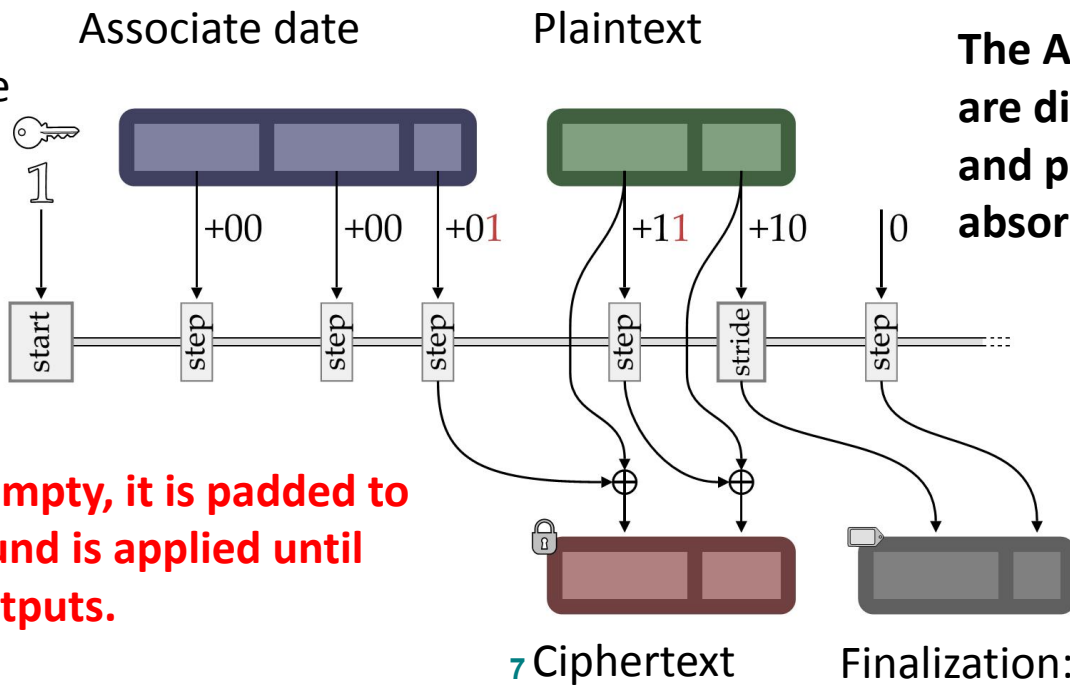 Associate date
Plaintext
The A
e
are di
and p
absor
1
+00
+00
+01
+11
+10
0
start
step
step
step
step
stride
step
mpty, it is padded to
und is applied until
tputs.
7
Ciphertext
Finalization: